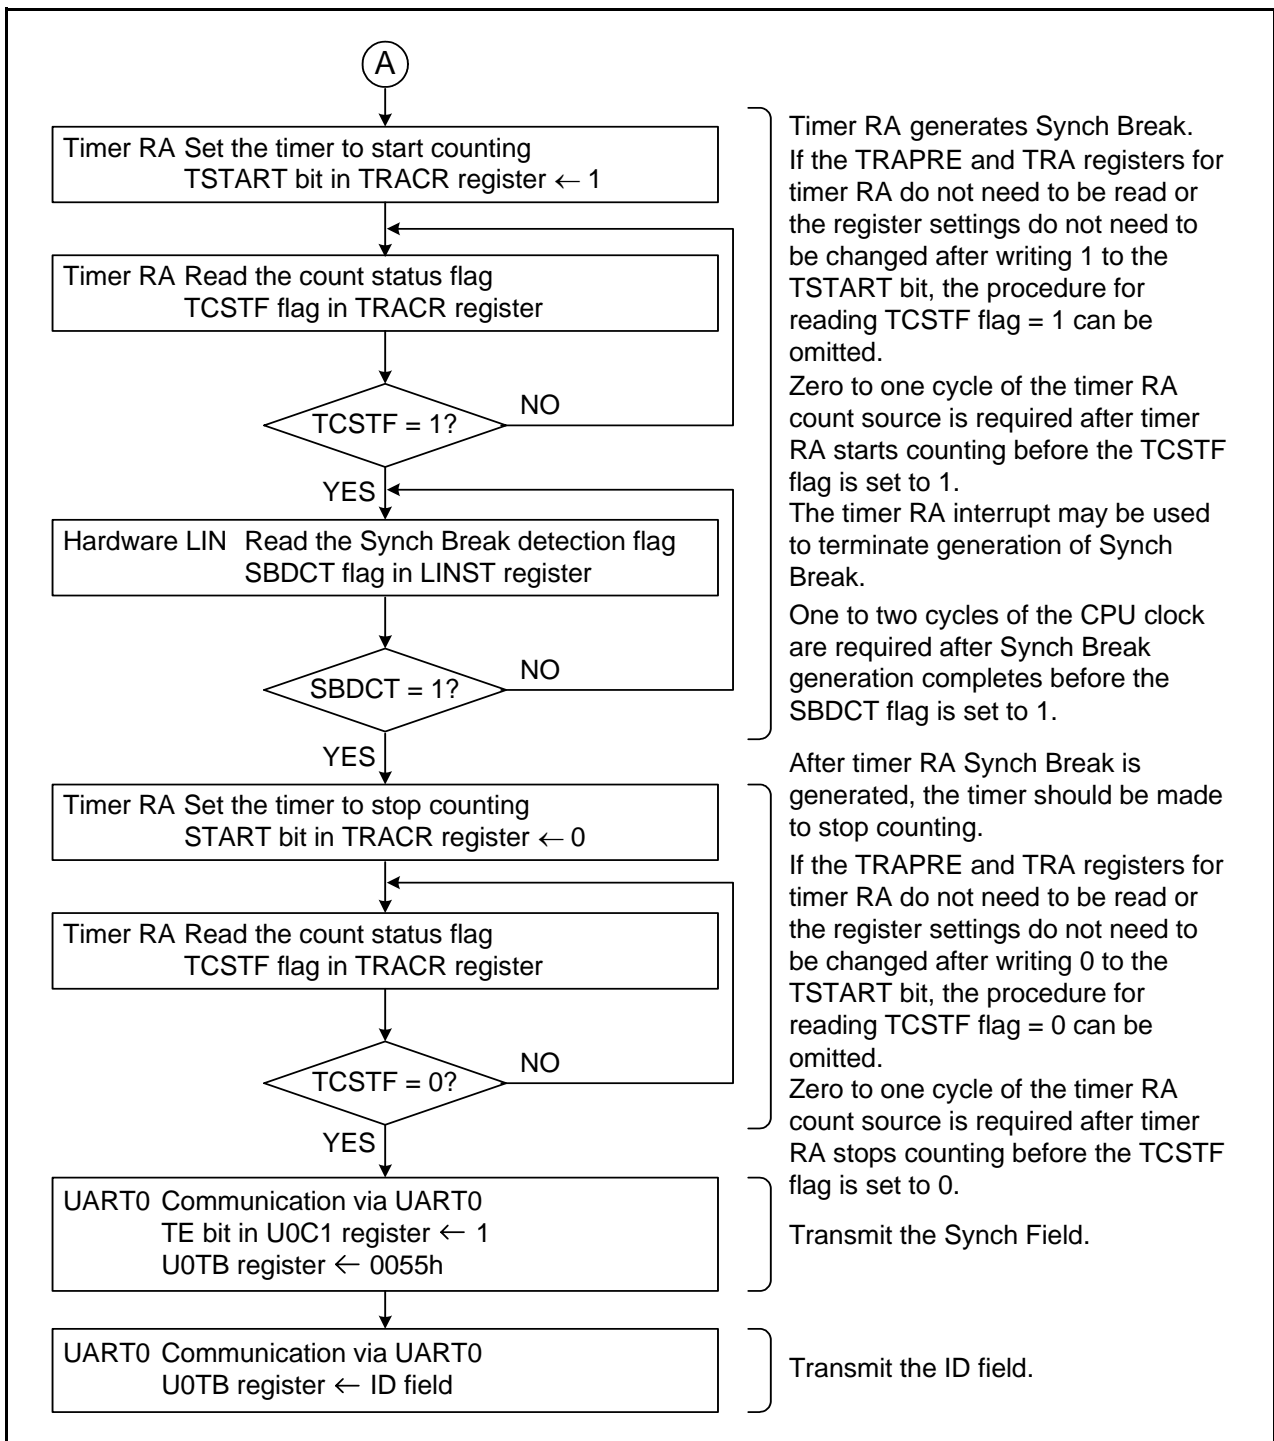 A
Timer RA Set the timer to start counting
TSTART bit in TRACR register ← 1
Timer RA Read the count status flag
TCSTF flag in TRACR register
TCSTF = 1?
NO
YES
Hardware LIN Read the Synch Break detection flag
SBDCT flag in LINST register
SBDCT = 1?
NO
YES
Timer RA generates Synch Break.
If the TRAPRE and TRA registers for
timer RA do not need to be read or
the register settings do not need to
be changed after writing 1 to the
TSTART bit, the procedure for
reading TCSTF flag = 1 can be
omitted.
Zero to one cycle of the timer RA
count source is required after timer
RA starts counting before the TCSTF
flag is set to 1.
The timer RA interrupt may be used
to terminate generation of Synch
Break.
One to two cycles of the CPU clock
are required after Synch Break
generation completes before the
SBDCT flag is set to 1.
Timer RA Set the timer to stop counting
START bit in TRACR register ← 0
Timer RA Read the count status flag
TCSTF flag in TRACR register
TCSTF = 0?
NO
YES
After timer RA Synch Break is
generated, the timer should be made
to stop counting.
If the TRAPRE and TRA registers for
timer RA do not need to be read or
the register settings do not need to
be changed after writing 0 to the
TSTART bit, the procedure for
reading TCSTF flag = 0 can be
omitted.
Zero to one cycle of the timer RA
count source is required after timer
RA stops counting before the TCSTF
flag is set to 0.
UART0 Communication via UART0
TE bit in U0C1 register ← 1
U0TB register ← 0055h
Transmit the Synch Field.
UART0 Communication via UART0
U0TB register ← ID field
Transmit the ID field.